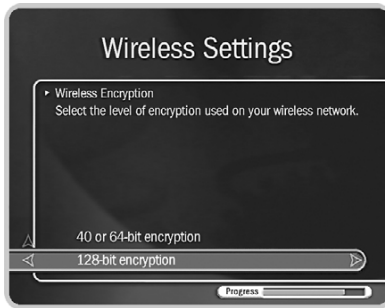 Wireless Settings
Wireless Encryption
Select the level of encryption used on your wireless network.
40 or 64-bit encryption
128-bit encryption
Progress